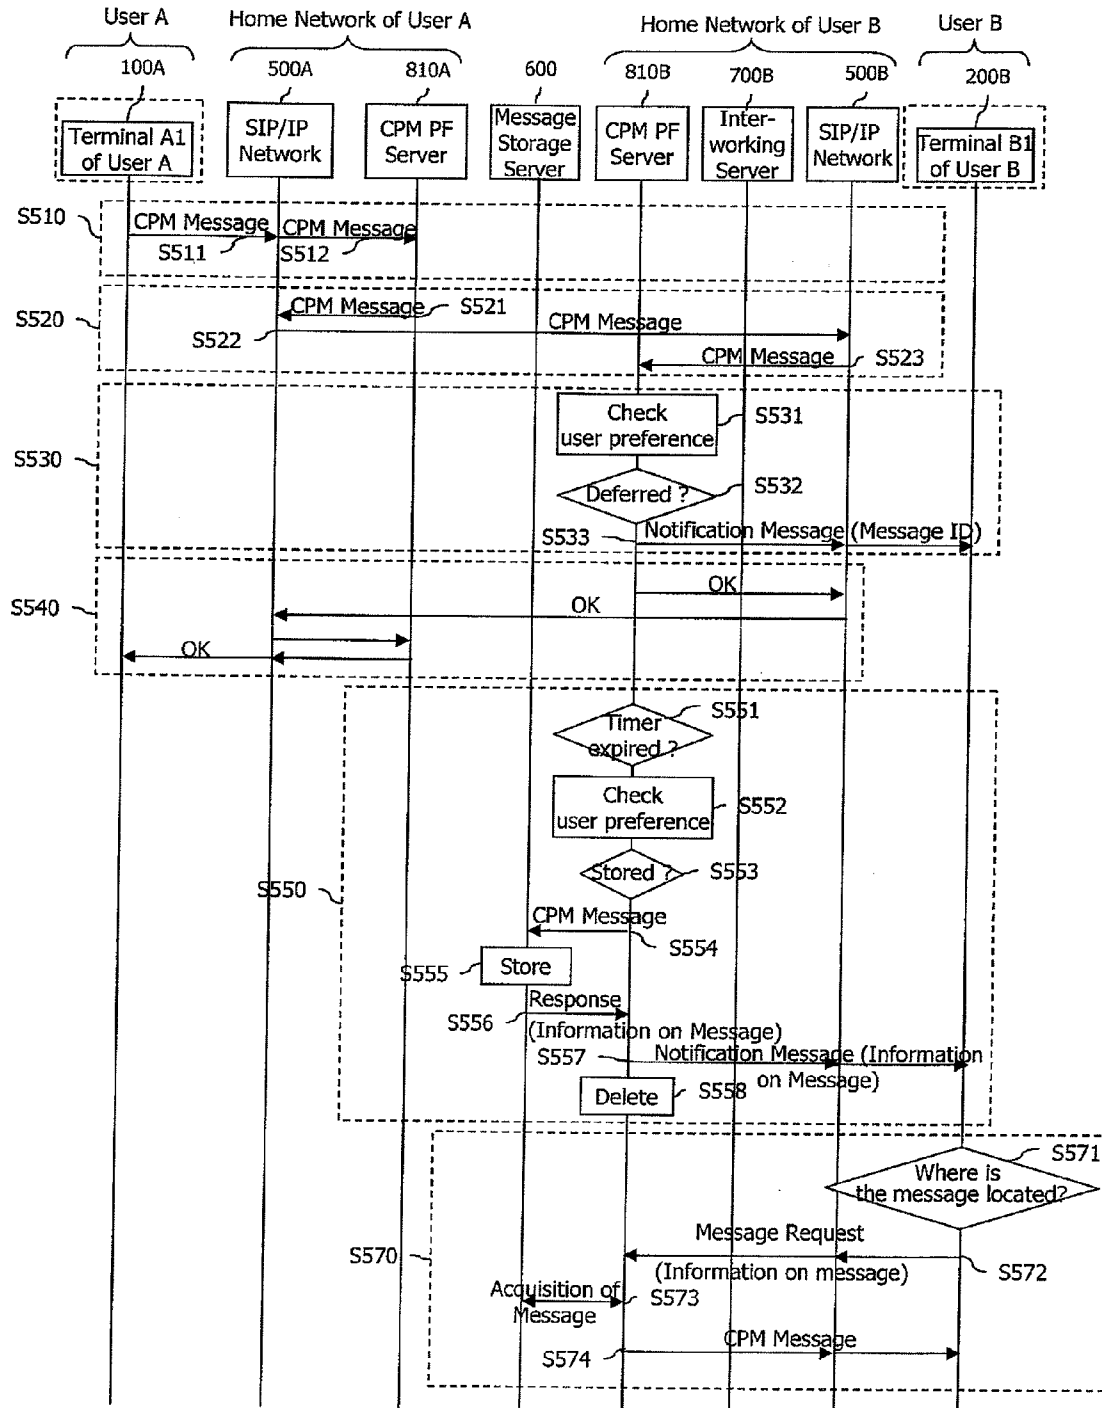 User A
Home Network of User A
Home Network of User B
User B
100A
500A
810A
600
810B
700B
500B
200B
Terminal A1
of User A
SIP/IP
Network
CPM PF
Server
Message
Storage
Server
CPM PF
Server
Inter-
working
Server
SIP/IP
Network
Terminal B1
of User B
S510
CPM Message
CPM Message
S511
S512
S520
CPM Message
S521
S522
CPM Message
CPM Message
S523
S530
Check
user preference
S531
Deferred ?
S532
S533
Notification Message (Message ID)
S540
OK
OK
OK
S550
Timer
expired ?
S551
Check
user preference
S552
Stored ?
S553
CPM Message
S554
S555
Store
Response
S556
(Information on Message)
S557
Notification Message (Information
on Message)
Delete
S558
S570
Where is
the message located?
S571
Message Request
(Information on message)
S572
Acquisition of
Message
S573
CPM Message
S574